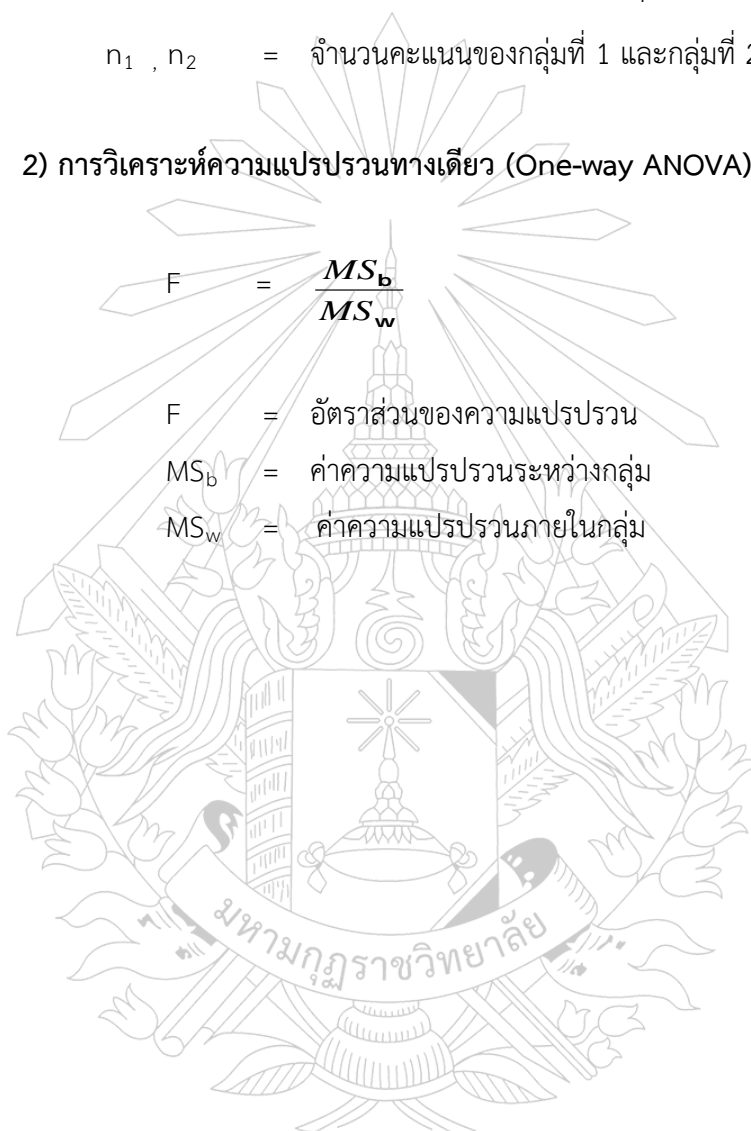 n₁ , n₂ = จำนวนคะแนนของกลุ่มที่ 1 และกลุ่มที่ 2
2) การวิเคราะห์ความแปรปรวนทางเดียว (One-way ANOVA)
F = MS_b / MS_w
F = อัตราส่วนของความแปรปรวน
MS_b = ค่าความแปรปรวนระหว่างกลุ่ม
MS_w = ค่าความแปรปรวนภายในกลุ่ม
มหามกุฏราชวิทยาลัย